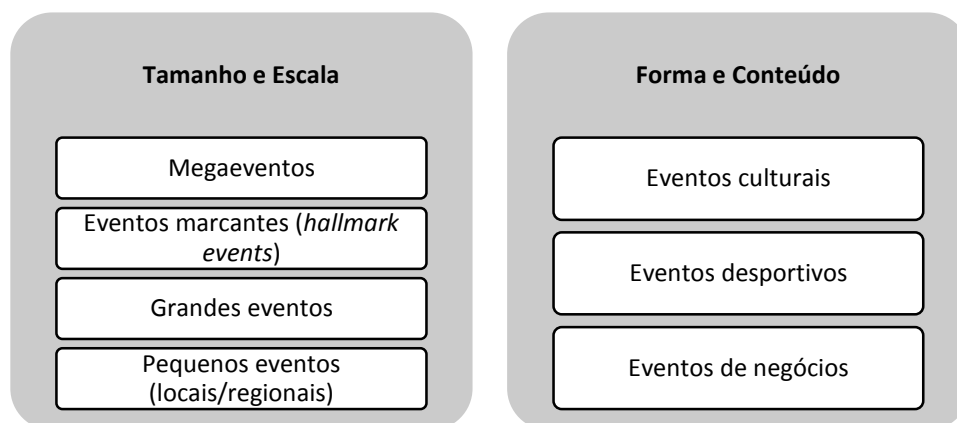 Tamanho e Escala
Megaeventos
Eventos marcantes (hallmark
events)
Grandes eventos
Pequenos eventos
(locais/regionais)
Forma e Conteúdo
Eventos culturais
Eventos desportivos
Eventos de negócios